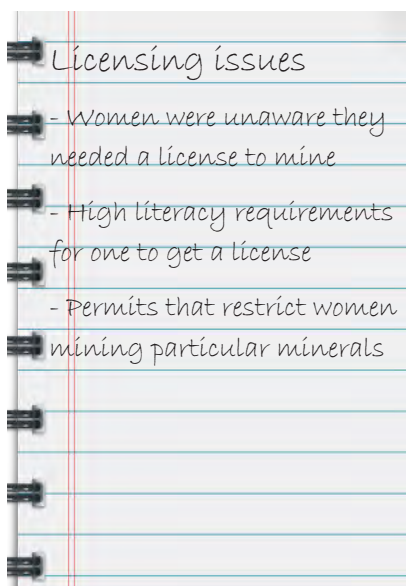 Licensing issues
- Women were unaware they
needed a license to mine
- High literacy requirements
for one to get a license
- Permits that restrict women
mining particular minerals